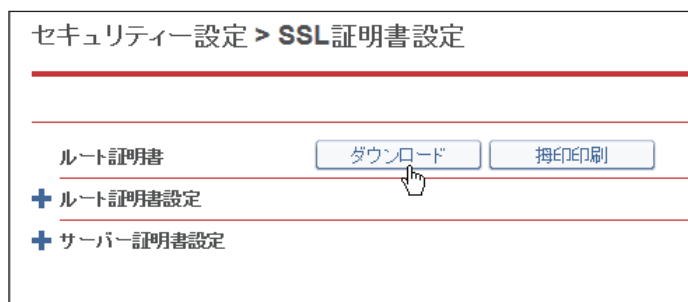 セキュリティー設定 > SSL証明書設定
ルート証明書 ダウンロード 拇印印刷
ルート証明書設定
サーバー証明書設定